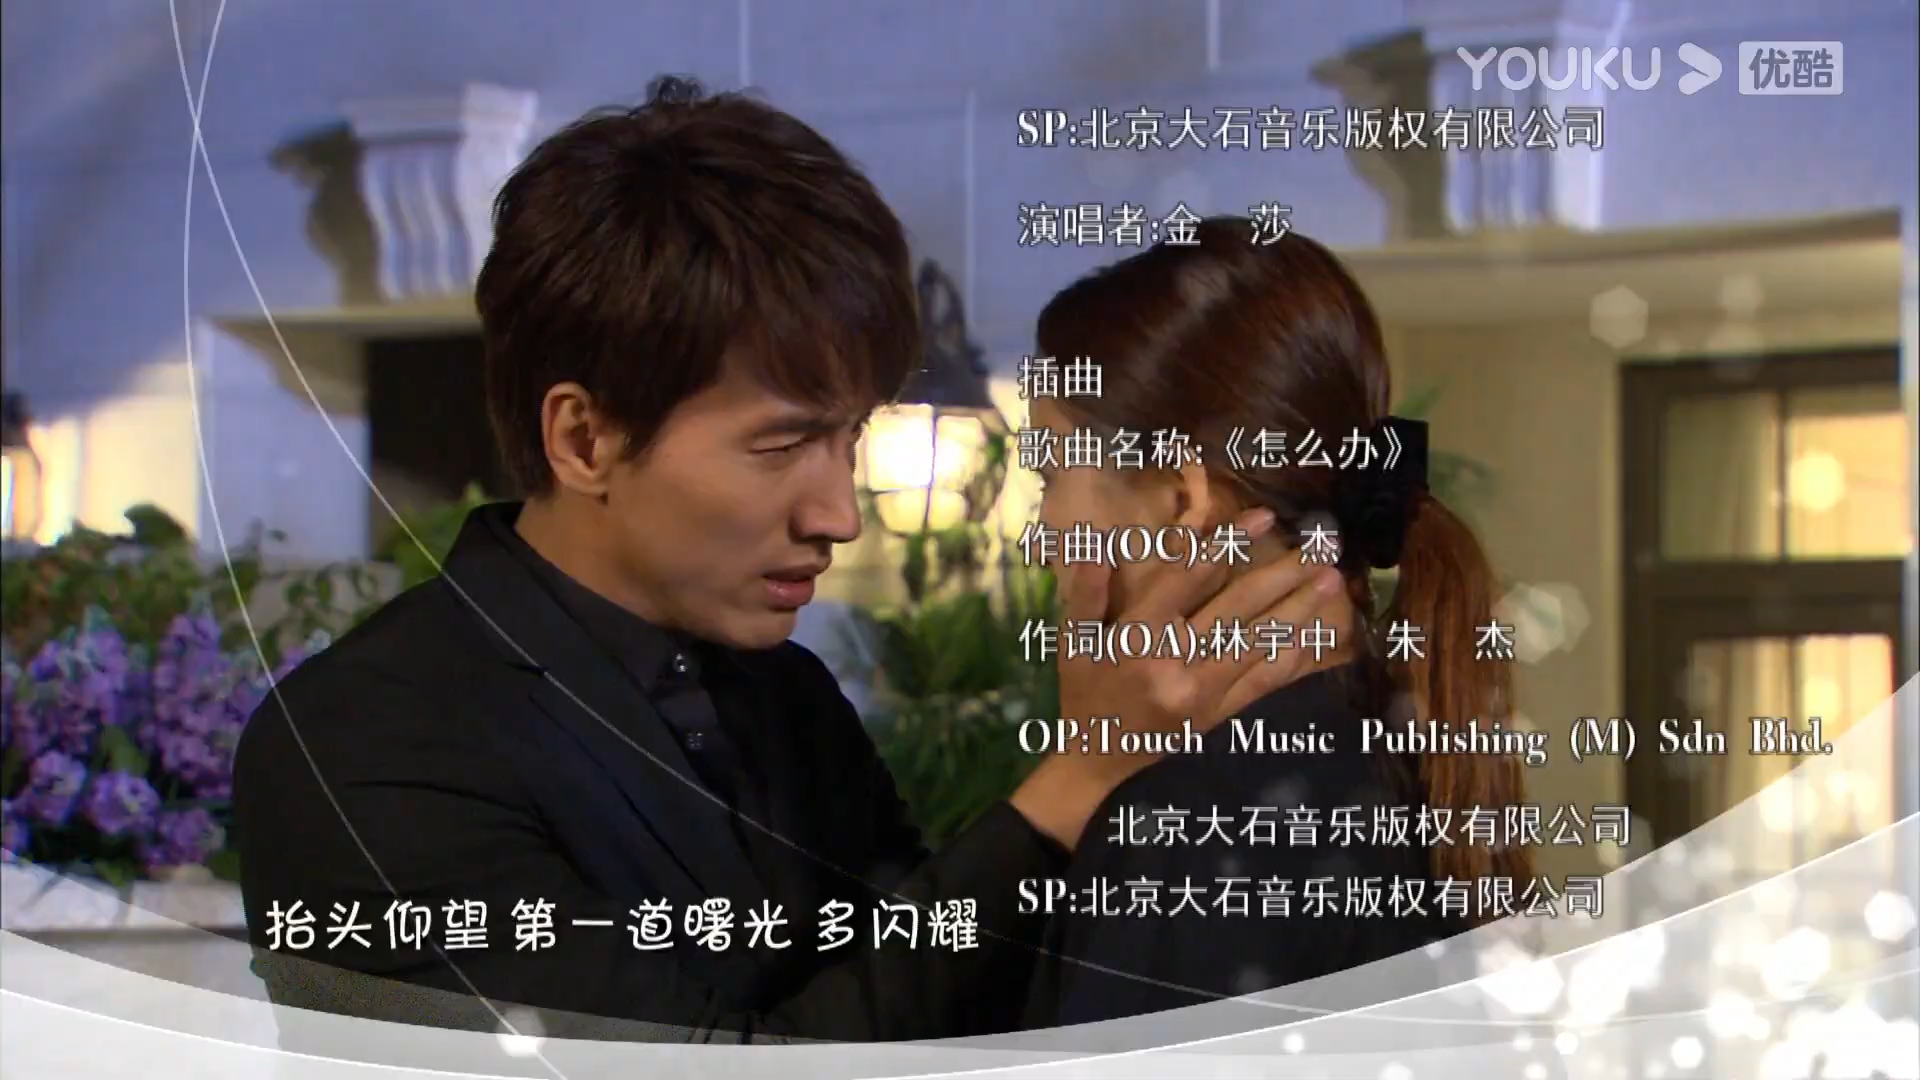 YOUKU 优酷
SP:北京大石音乐版权有限公司
演唱者:金 莎
插曲
歌曲名称:《怎么办》
作曲(OC):朱 杰
作词(OA):林宇中 朱 杰
OP:Touch Music Publishing (M) Sdn Bhd.
北京大石音乐版权有限公司
SP:北京大石音乐版权有限公司
抬头仰望 第一道曙光 多闪耀